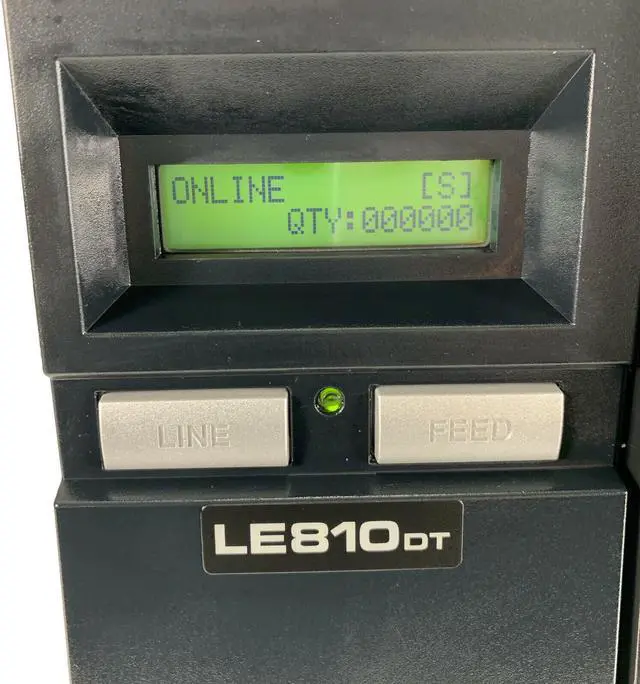 ONLINE [S]
QTY:000000
LINE FEED
LE810DT